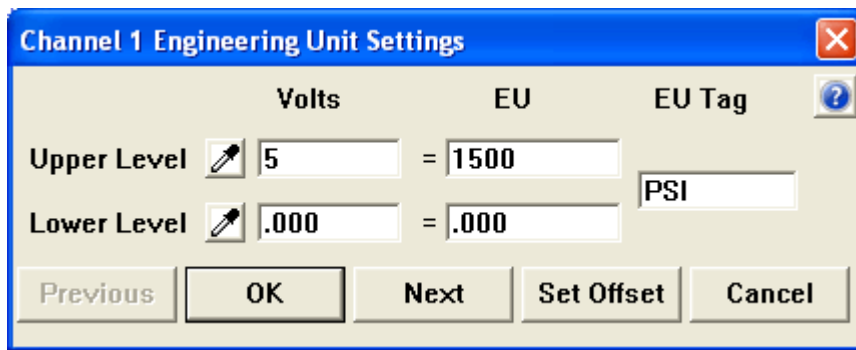 Channel 1 Engineering Unit Settings
Volts EU EU Tag
Upper Level 5 = 1500
PSI
Lower Level .000 = .000
Previous OK Next Set Offset Cancel